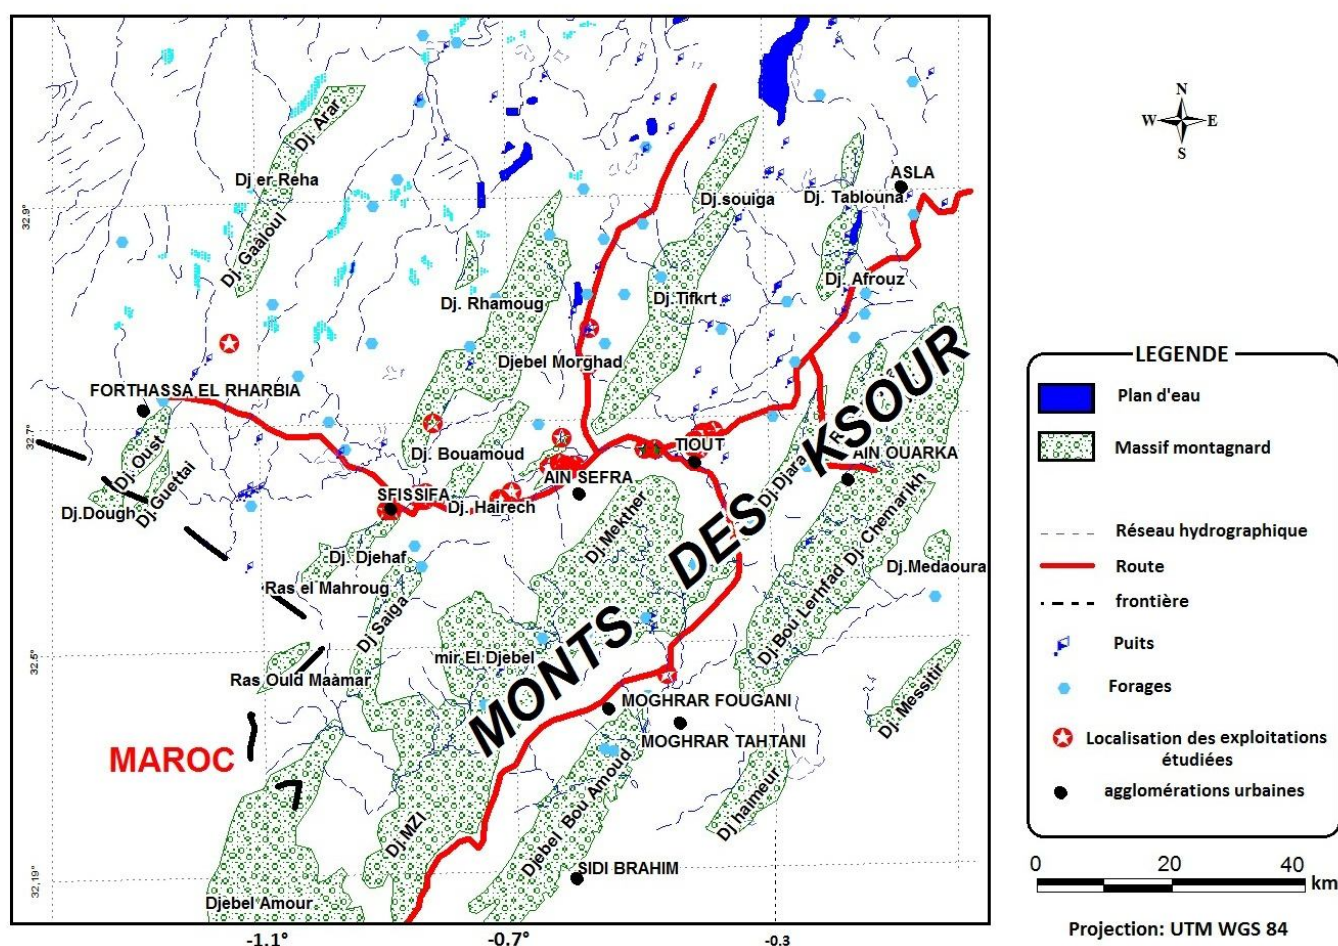 N
W E
S
Dj. Arar
Dj er Reha
ASLA
Dj.souiga
Dj. Tablouna
32.9°
Dj. Gaâloul
Dj. Afrouz
Dj. Rhamoug
Dj.Tifkrt
Djebel Morghad
FORTHASSA EL RHARBIA
32.7°
TIOUT
Dj. Oust
Dj. Bouamoud
AIN OUARKA
Dj.Guettai
AIN SEFRA
SFISSIFA
Dj. Djara
Dj.Dough
Dj. Hairech
Dj.Mekther
Dj. Chemarikh
Dj. Djehaf
Dj.Medaoura
Ras el Mahroug
Dj.Bou Lerhfad
Dj Salga
32.5°
mir El Djebel
Ras Ould Maamar
Dj. Messitir
MONTS DES KSOUR
MOGHRAR FOUGANI
MOGHRAR TAHTANI
MAROC
Dj haimeur
Djebel Bou Amoud
Dj.MZI
SIDI BRAHIM
32.19°
Djebel Amour
-1.1°
-0.7°
-0.3
LEGENDE
Plan d'eau
Massif montagnard
Réseau hydrographique
Route
frontière
Puits
Forages
Localisation des exploitations
étudiées
agglomérations urbaines
0 20 40
km
Projection: UTM WGS 84